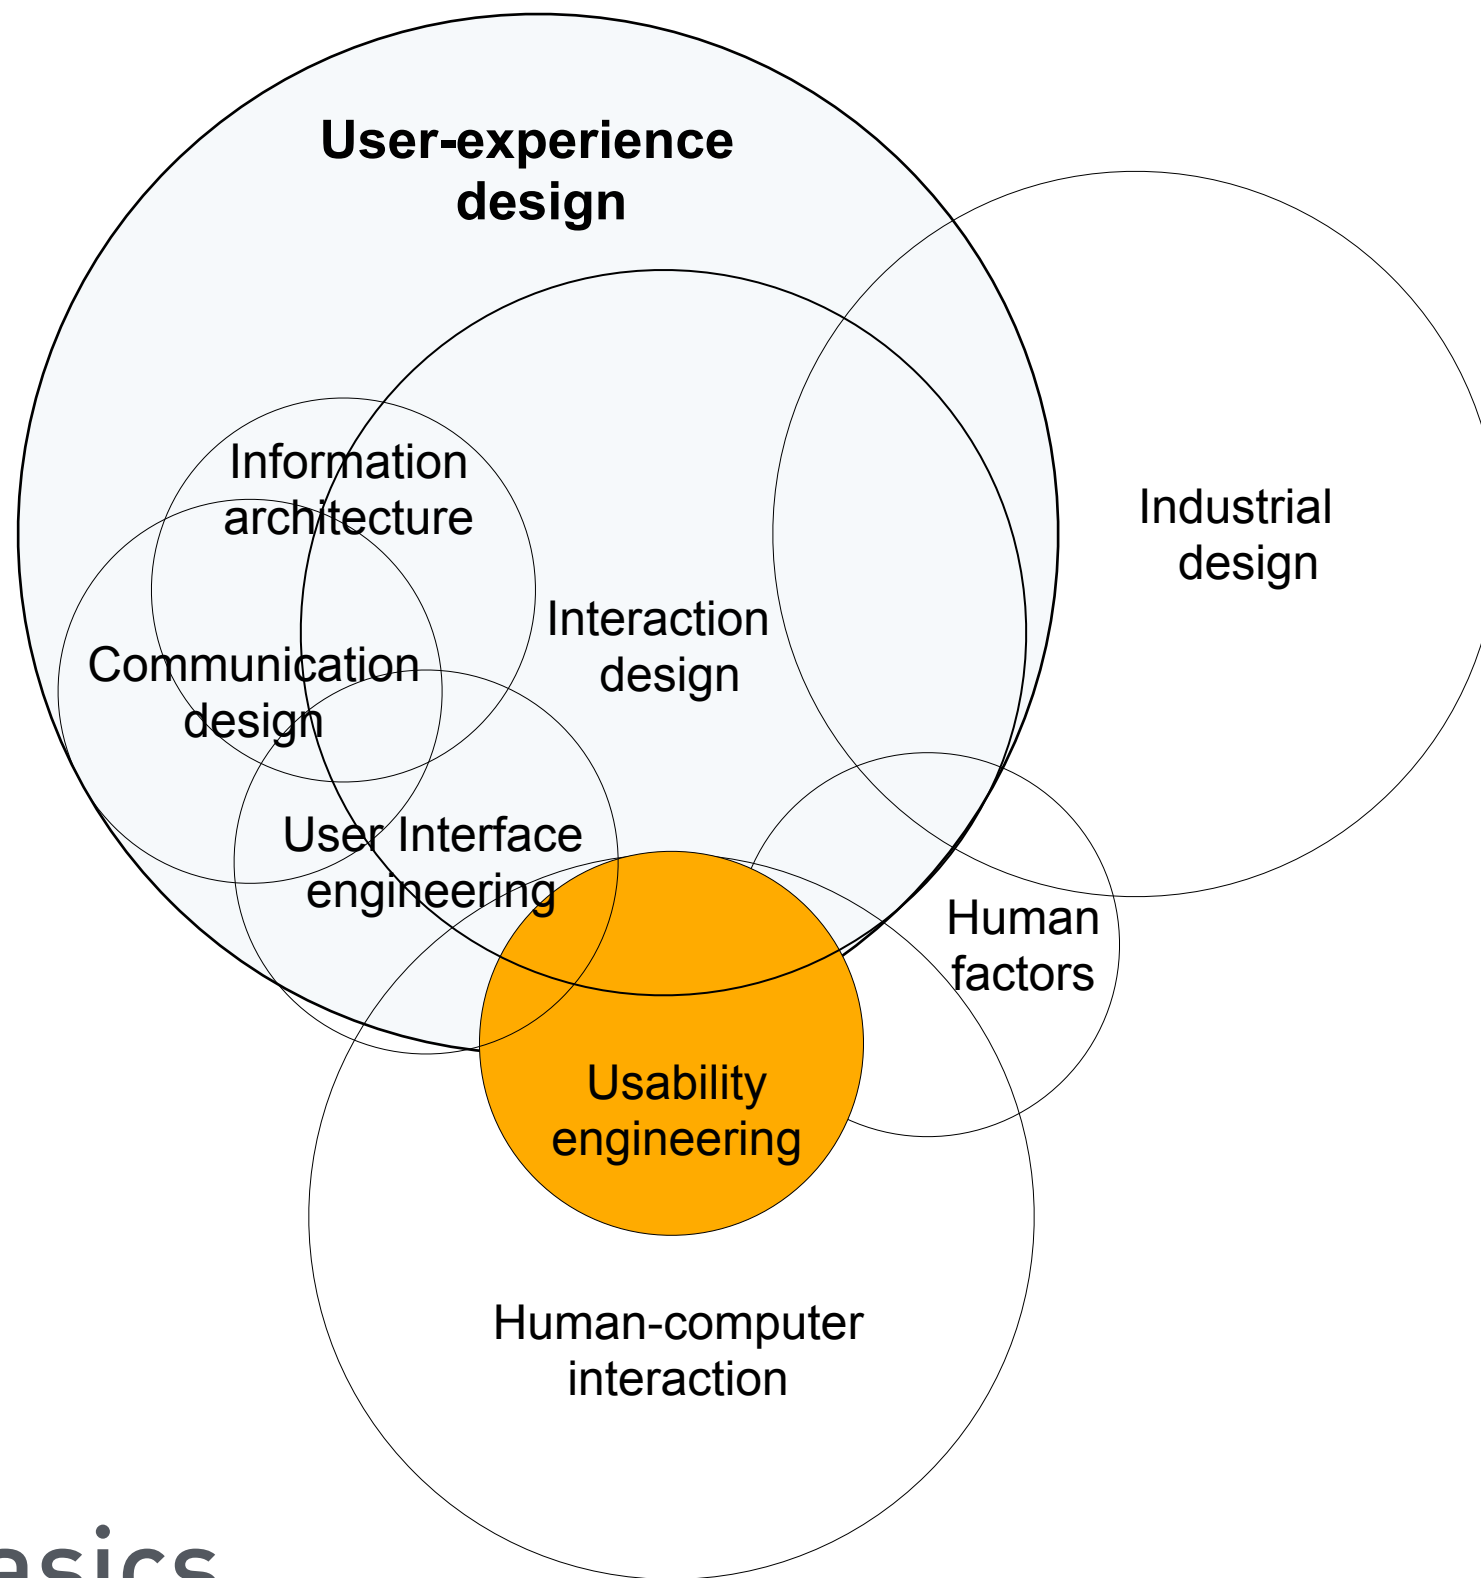 User-experience
design
Information
architecture
Industrial
design
Interaction
design
Communication
design
User Interface
engineering
Human
factors
Usability
engineering
Human-computer
interaction
asics